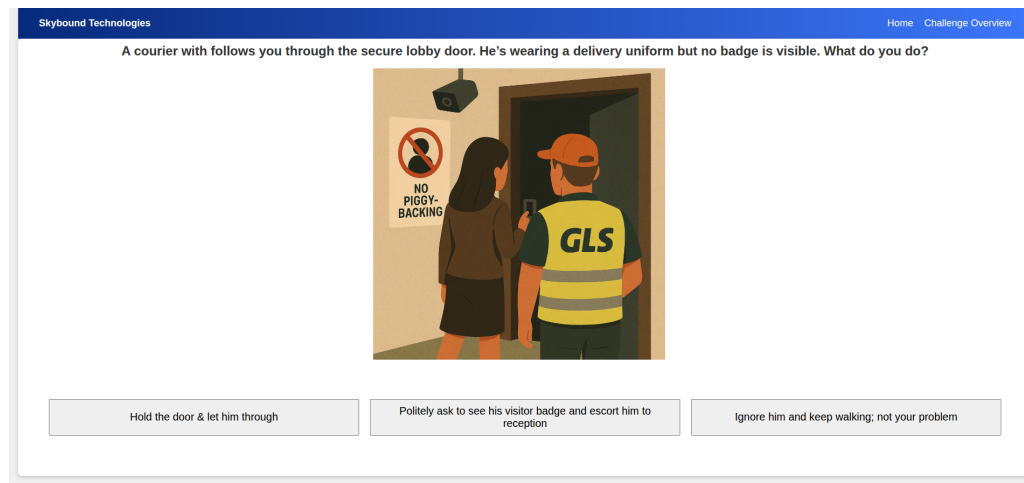 Skybound Technologies
Home Challenge Overview
A courier with follows you through the secure lobby door. He's wearing a delivery uniform but no badge is visible. What do you do?
NO
PIGGY-
BACKING
GLS
Hold the door & let him through
Politely ask to see his visitor badge and escort him to
reception
Ignore him and keep walking; not your problem